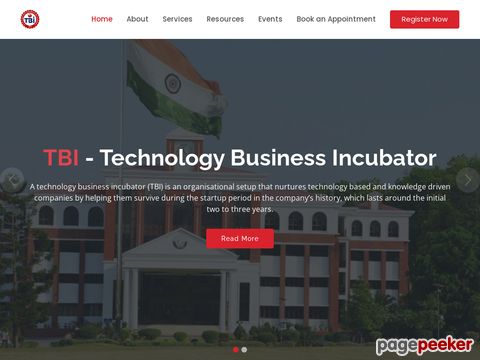 TBi
Home About Services Resources Events Book an Appointment Register Now
TBI - Technology Business Incubator
A technology business incubator (TBI) is an organisational setup that nurtures technology based and knowledge driven
companies by helping them survive during the startup period in the company's history, which lasts around the initial
two to three years.
Read More
pagepeeker